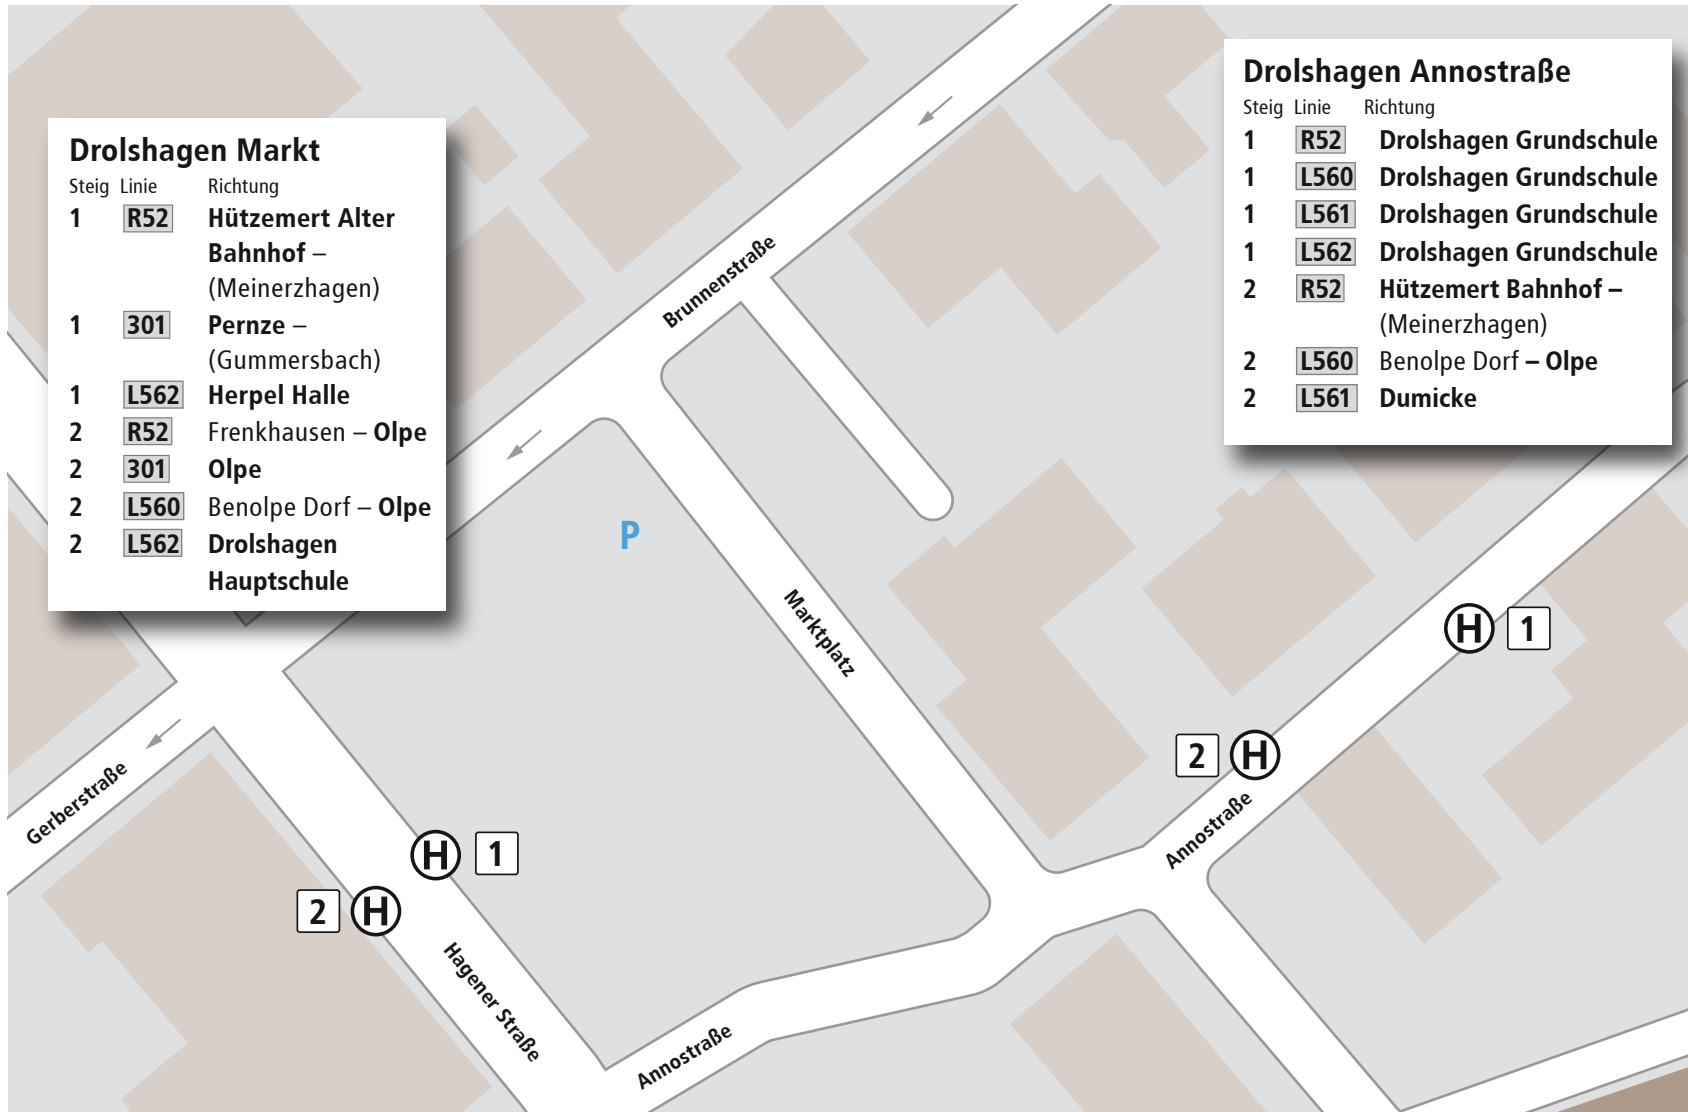 Drolshagen Markt
Steig Linie Richtung
1 R52 Hützemert Alter
Bahnhof –
(Meinerzhagen)
1 301 Pernze –
(Gummersbach)
1 L562 Herpel Halle
2 R52 Frenkhausen – Olpe
2 301 Olpe
2 L560 Benolpe Dorf – Olpe
2 L562 Drolshagen
Hauptschule
Drolshagen Annostraße
Steig Linie Richtung
1 R52 Drolshagen Grundschule
1 L560 Drolshagen Grundschule
1 L561 Drolshagen Grundschule
1 L562 Drolshagen Grundschule
2 R52 Hützemert Bahnhof –
(Meinerzhagen)
2 L560 Benolpe Dorf – Olpe
2 L561 Dumicke
Brunnenstraße
P
Marktplatz
H 1
2 H
Annostraße
Gerberstraße
H 1
2 H
Hagener Straße
Annostraße